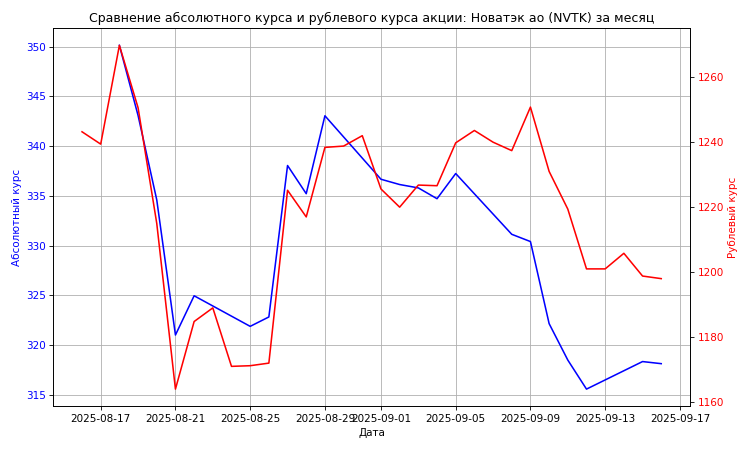 Сравнение абсолютного курса и рублевого курса акции: Новатэк ао (NVTK) за месяц
350
345
340
335
330
325
320
315
Абсолютный курс
1260
1240
1220
1200
1180
1160
Рублевый курс
2025-08-17 2025-08-21 2025-08-25 2025-08-29 2025-09-01 2025-09-05 2025-09-09 2025-09-13 2025-09-17
Дата